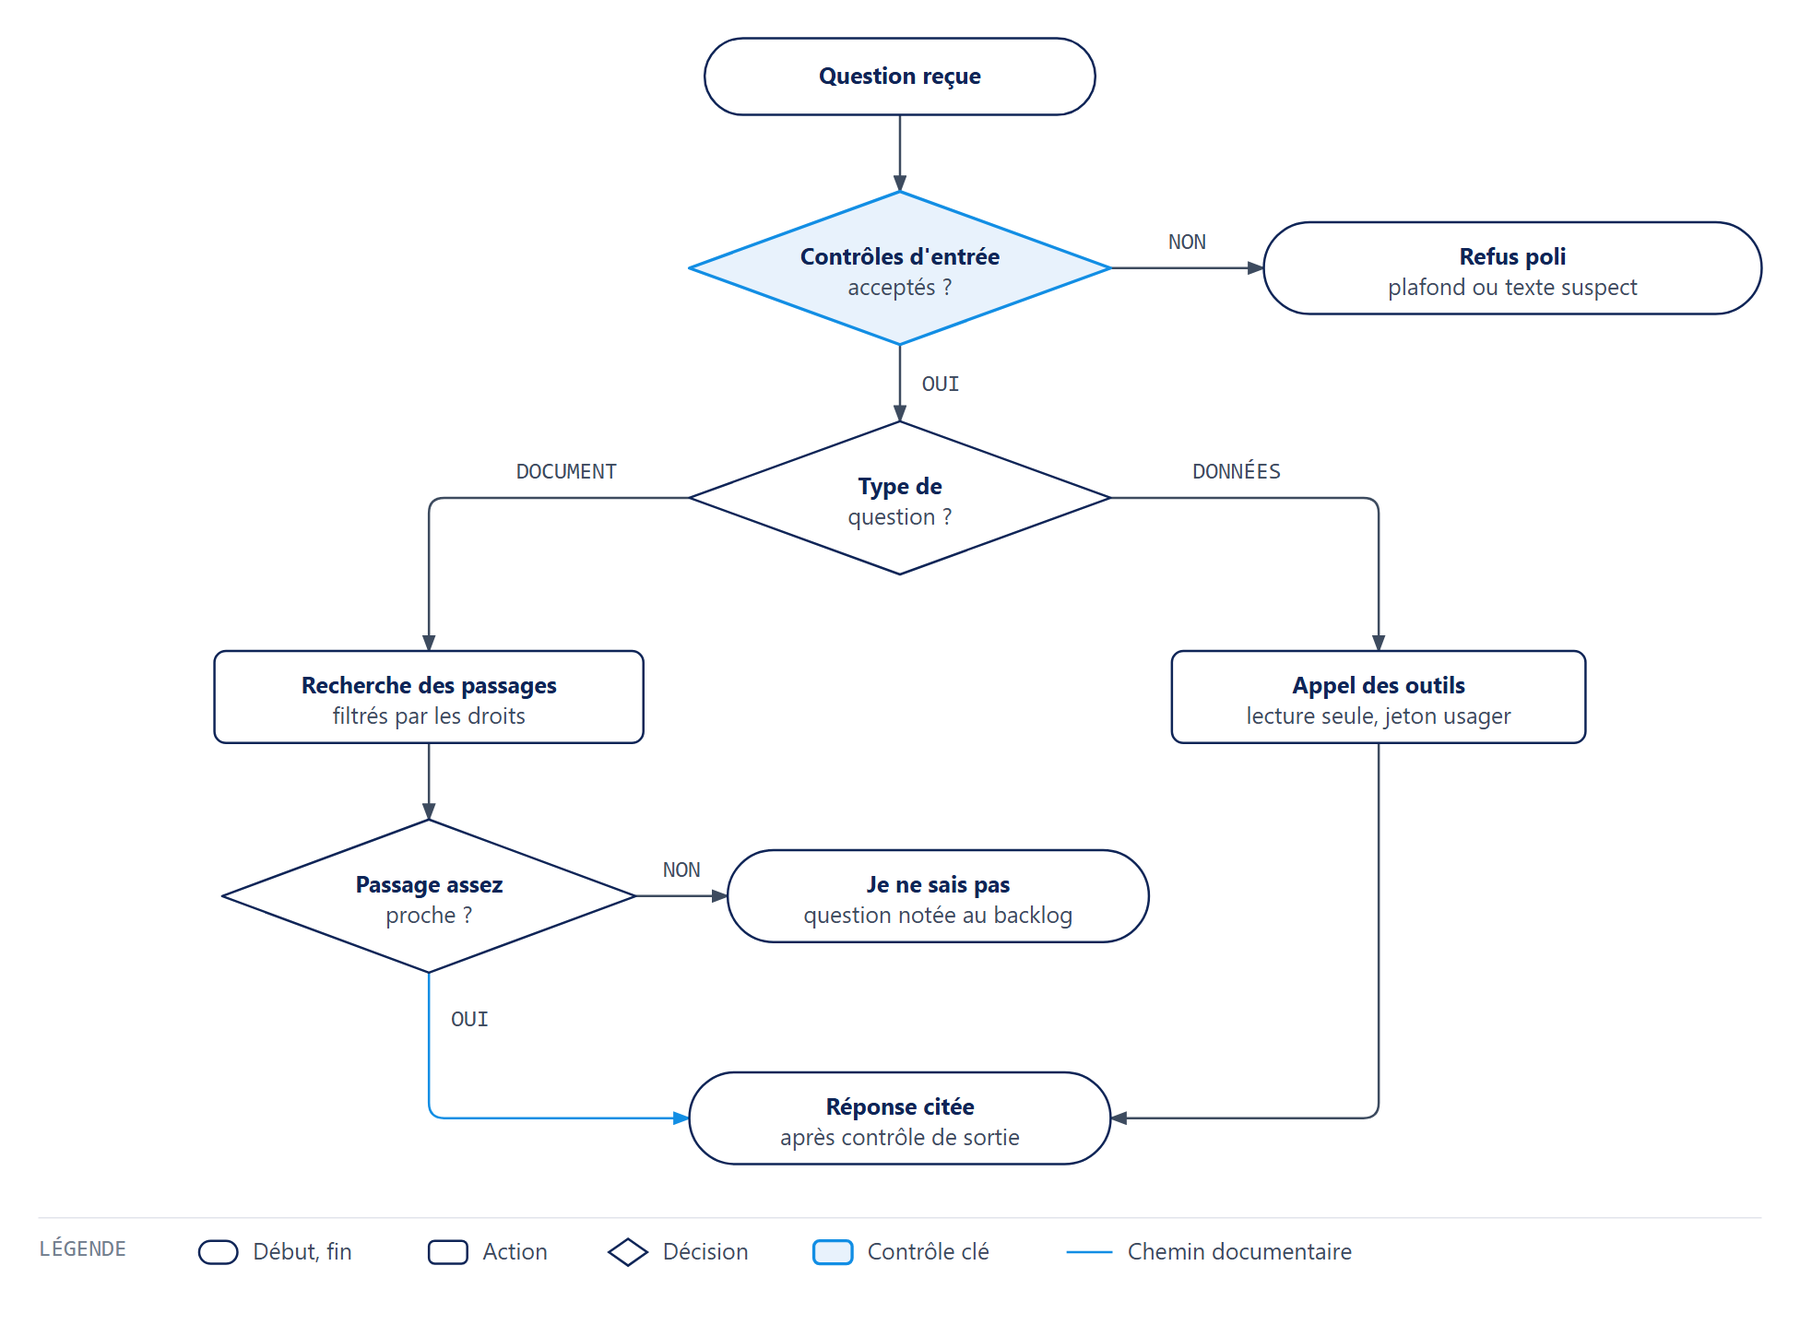 Question reçue
Contrôles d'entrée
acceptés ?
NON
Refus poli
plafond ou texte suspect
OUI
DOCUMENT
Type de
question ?
DONNÉES
Recherche des passages
filtrés par les droits
Appel des outils
lecture seule, jeton usager
Passage assez
proche ?
NON
Je ne sais pas
question notée au backlog
OUI
Réponse citée
après contrôle de sortie
LÉGENDE
Début, fin
Action
Décision
Contrôle clé
Chemin documentaire